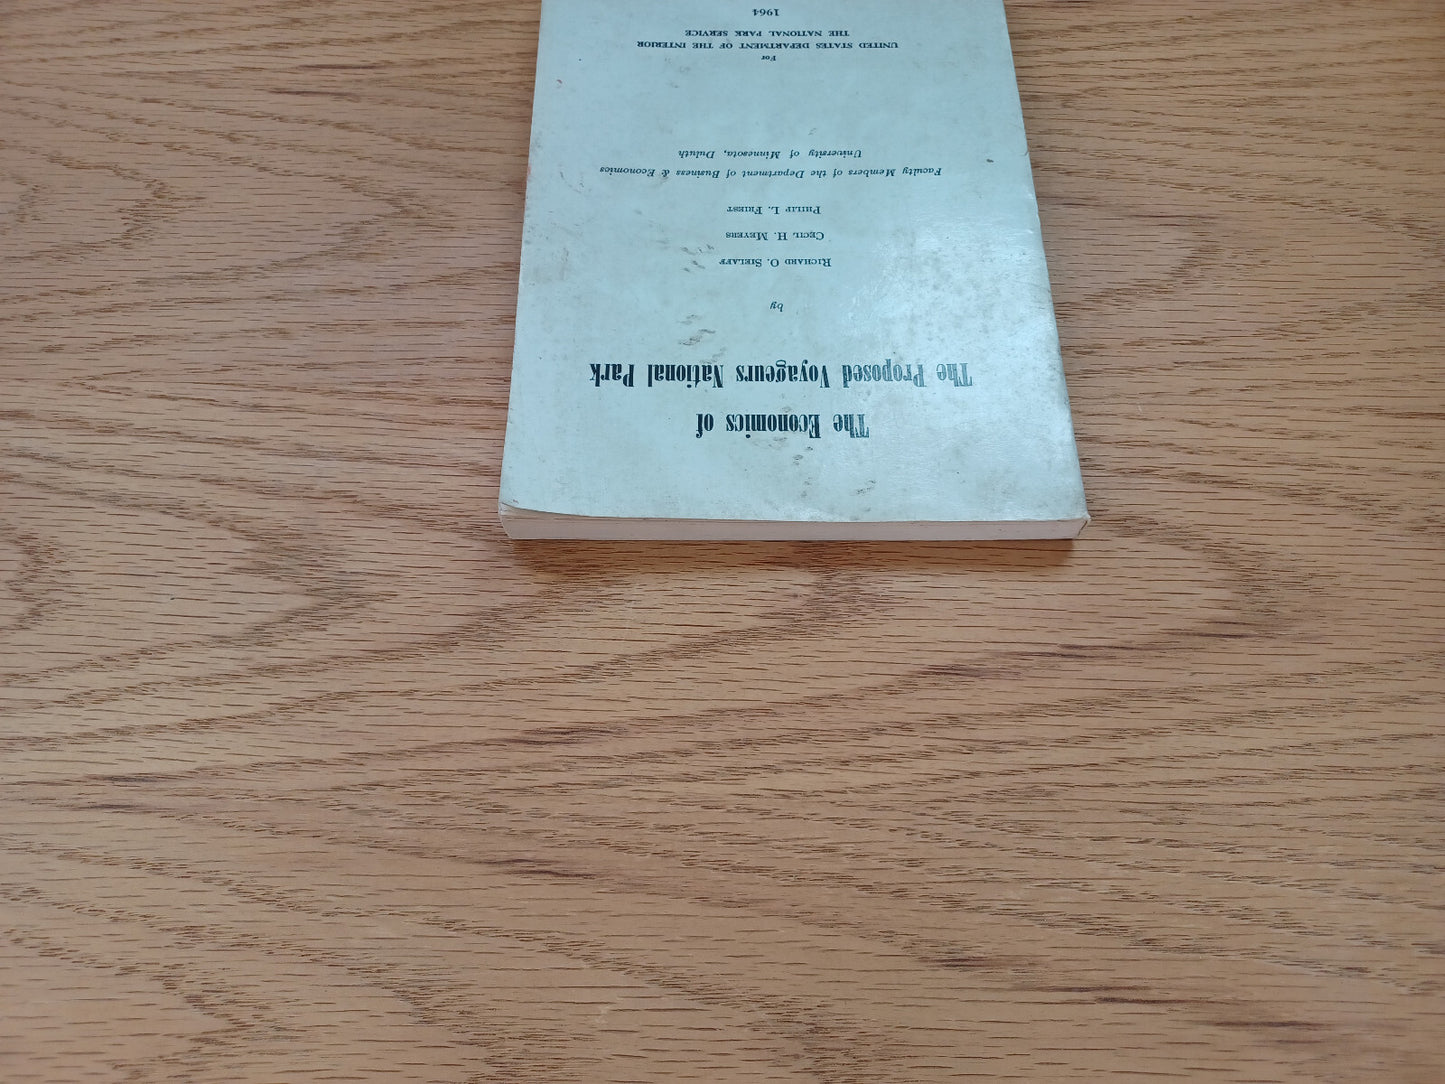 The Economics of
The Proposed Voyageurs National Park
by
RICHARD O. SIELAFF
CECIL H. MEYERS
PHILIP L. FRIEST
Faculty Members of the Department of Business & Economics
University of Minnesota, Duluth
For
UNITED STATES DEPARTMENT OF THE INTERIOR
THE NATIONAL PARK SERVICE
1964